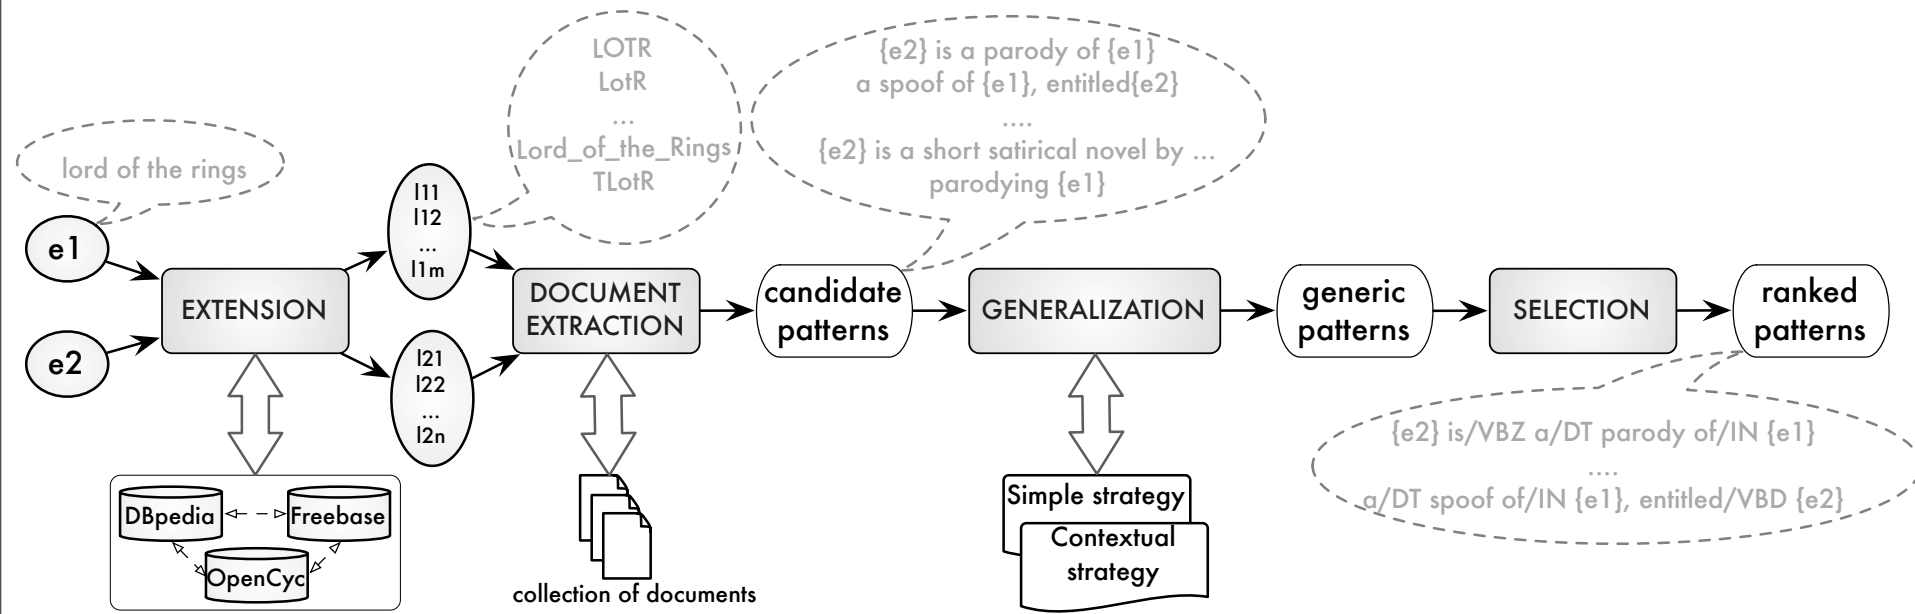 lord of the rings
e1
e2
EXTENSION
DBpedia
Freebase
OpenCyc
l11
l12
...
l1m
l21
l22
...
l2n
LOTR
LotR
...
Lord_of_the_Rings
TLotR
DOCUMENT
EXTRACTION
collection of documents
{e2} is a parody of {e1}
a spoof of {e1}, entitled{e2}
....
{e2} is a short satirical novel by ...
parodying {e1}
candidate
patterns
GENERALIZATION
Simple strategy
Contextual
strategy
generic
patterns
SELECTION
ranked
patterns
{e2} is/VBZ a/DT parody of/IN {e1}
....
a/DT spoof of/IN {e1}, entitled/VBD {e2}